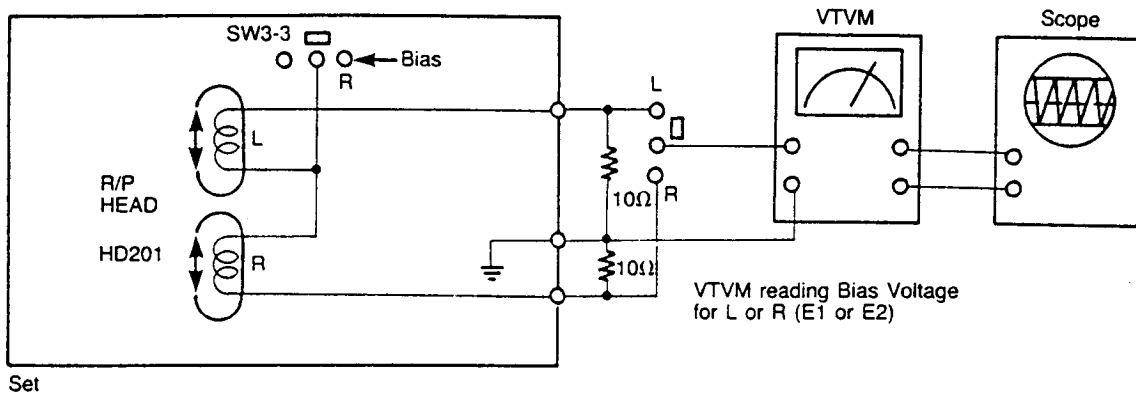 VTVM
Scope
SW3-3
Bias
R
L
L
R/P
HEAD
10Ω
R
HD201
R
10Ω
VTVM reading Bias Voltage
for L or R (E1 or E2)
Set